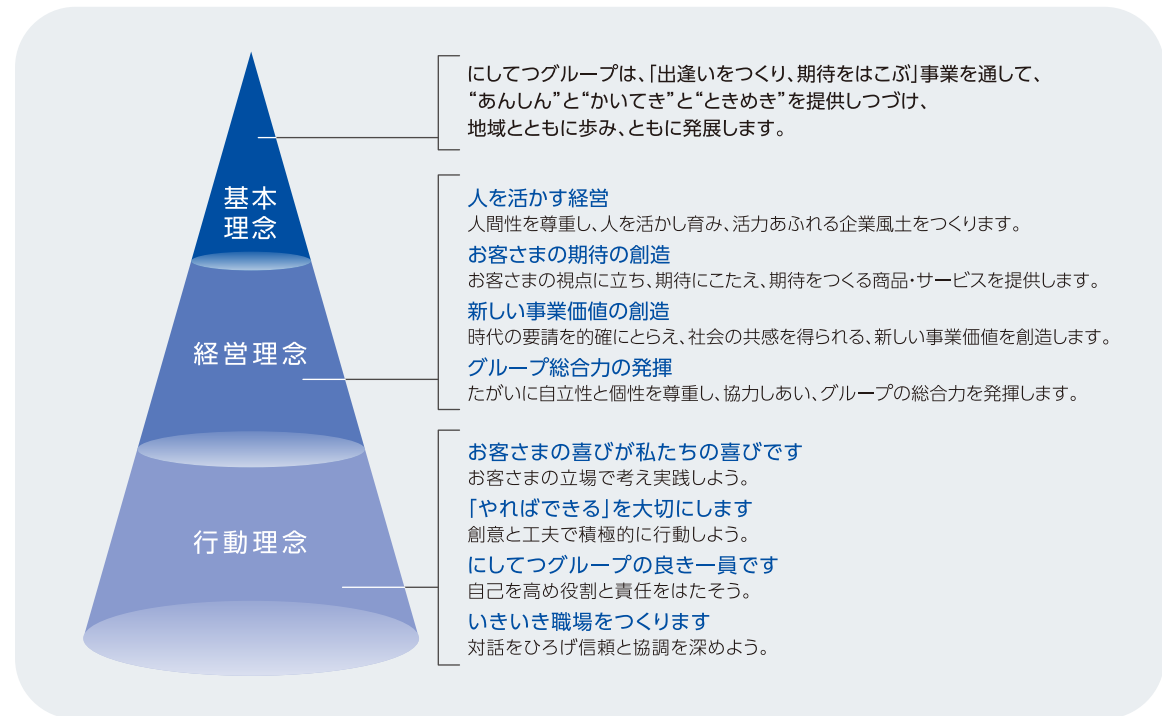 基本
理念
にしてつグループは、「出逢いをつくり、期待をはこぶ」事業を通して、
“あんしん”と“かいてき”と“ときめき”を提供しつづけ、
地域とともに歩み、ともに発展します。
経営理念
人を活かす経営
人間性を尊重し、人を活かし育み、活力あふれる企業風土をつくります。
お客さまの期待の創造
お客さまの視点に立ち、期待にこたえ、期待をつくる商品・サービスを提供します。
新しい事業価値の創造
時代の要請を的確にとらえ、社会の共感を得られる、新しい事業価値を創造します。
グループ総合力の発揮
たがいに自立性と個性を尊重し、協力しあい、グループの総合力を発揮します。
行動理念
お客さまの喜びが私たちの喜びです
お客さまの立場で考え実践しよう。
「やればできる」を大切にします
創意と工夫で積極的に行動しよう。
にしてつグループの良き一員です
自己を高め役割と責任をはたそう。
いきいき職場をつくります
対話をひろげ信頼と協調を深めよう。